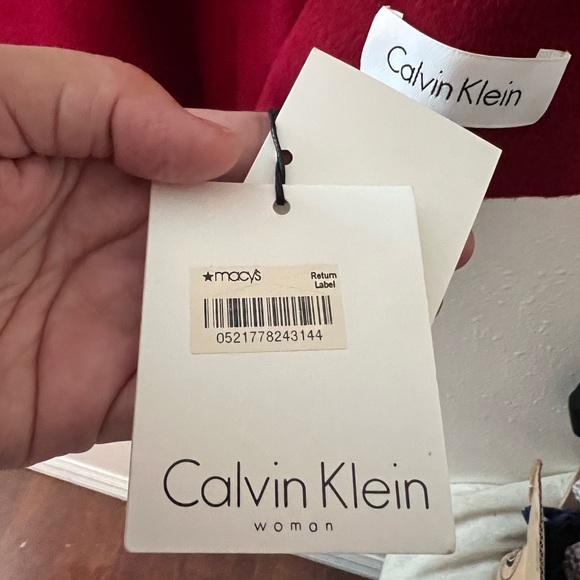 Calvin Klein
★macy's
Return
Label
0521778243144
Calvin Klein
woman